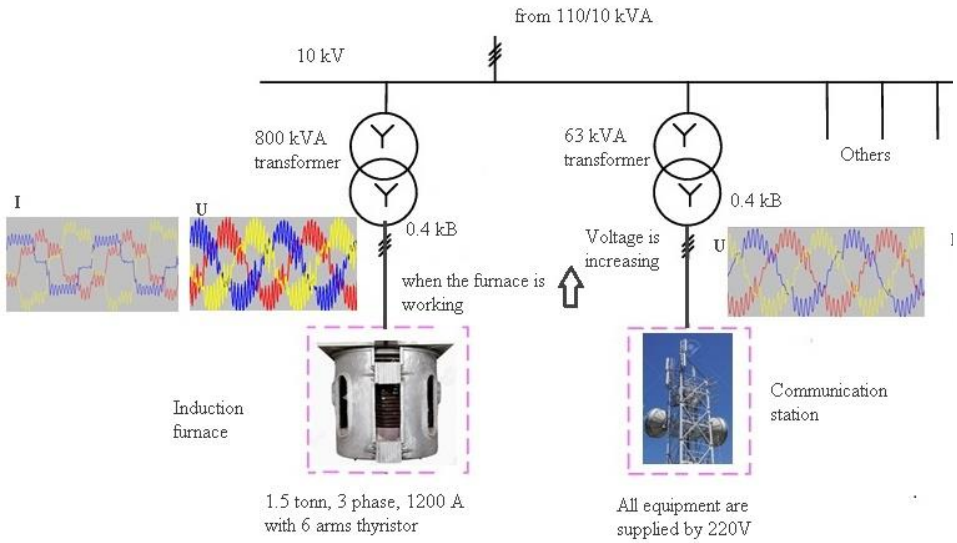 from 110/10 kVA
10 kV
800 kVA
transformer
63 kVA
transformer
Others
I
U
0.4 kB
0.4 kB
Voltage is
increasing
U
when the furnace is
working
Induction
furnace
Communication
station
1.5 tonn, 3 phase, 1200 A
with 6 arms thyristor
All equipment are
supplied by 220V